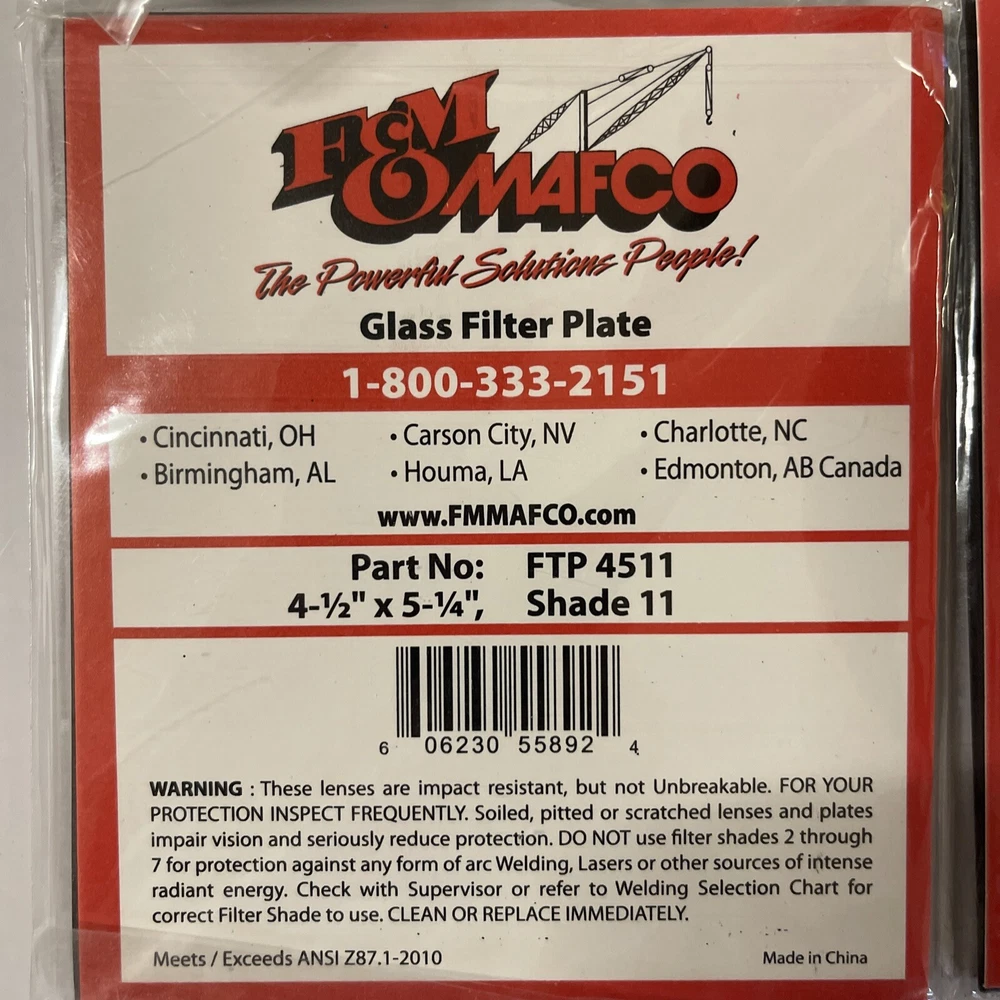 F&M MAFCO
The Powerful Solutions People!
Glass Filter Plate
1-800-333-2151
• Cincinnati, OH • Carson City, NV • Charlotte, NC
• Birmingham, AL • Houma, LA • Edmonton, AB Canada
www.FMMAFCO.com
Part No: FTP 4511
4-½" x 5-¼", Shade 11
6 06230 55892 4
WARNING : These lenses are impact resistant, but not Unbreakable. FOR YOUR
PROTECTION INSPECT FREQUENTLY. Soiled, pitted or scratched lenses and plates
impair vision and seriously reduce protection. DO NOT use filter shades 2 through
7 for protection against any form of arc Welding, Lasers or other sources of intense
radiant energy. Check with Supervisor or refer to Welding Selection Chart for
correct Filter Shade to use. CLEAN OR REPLACE IMMEDIATELY.
Meets / Exceeds ANSI Z87.1-2010 Made in China